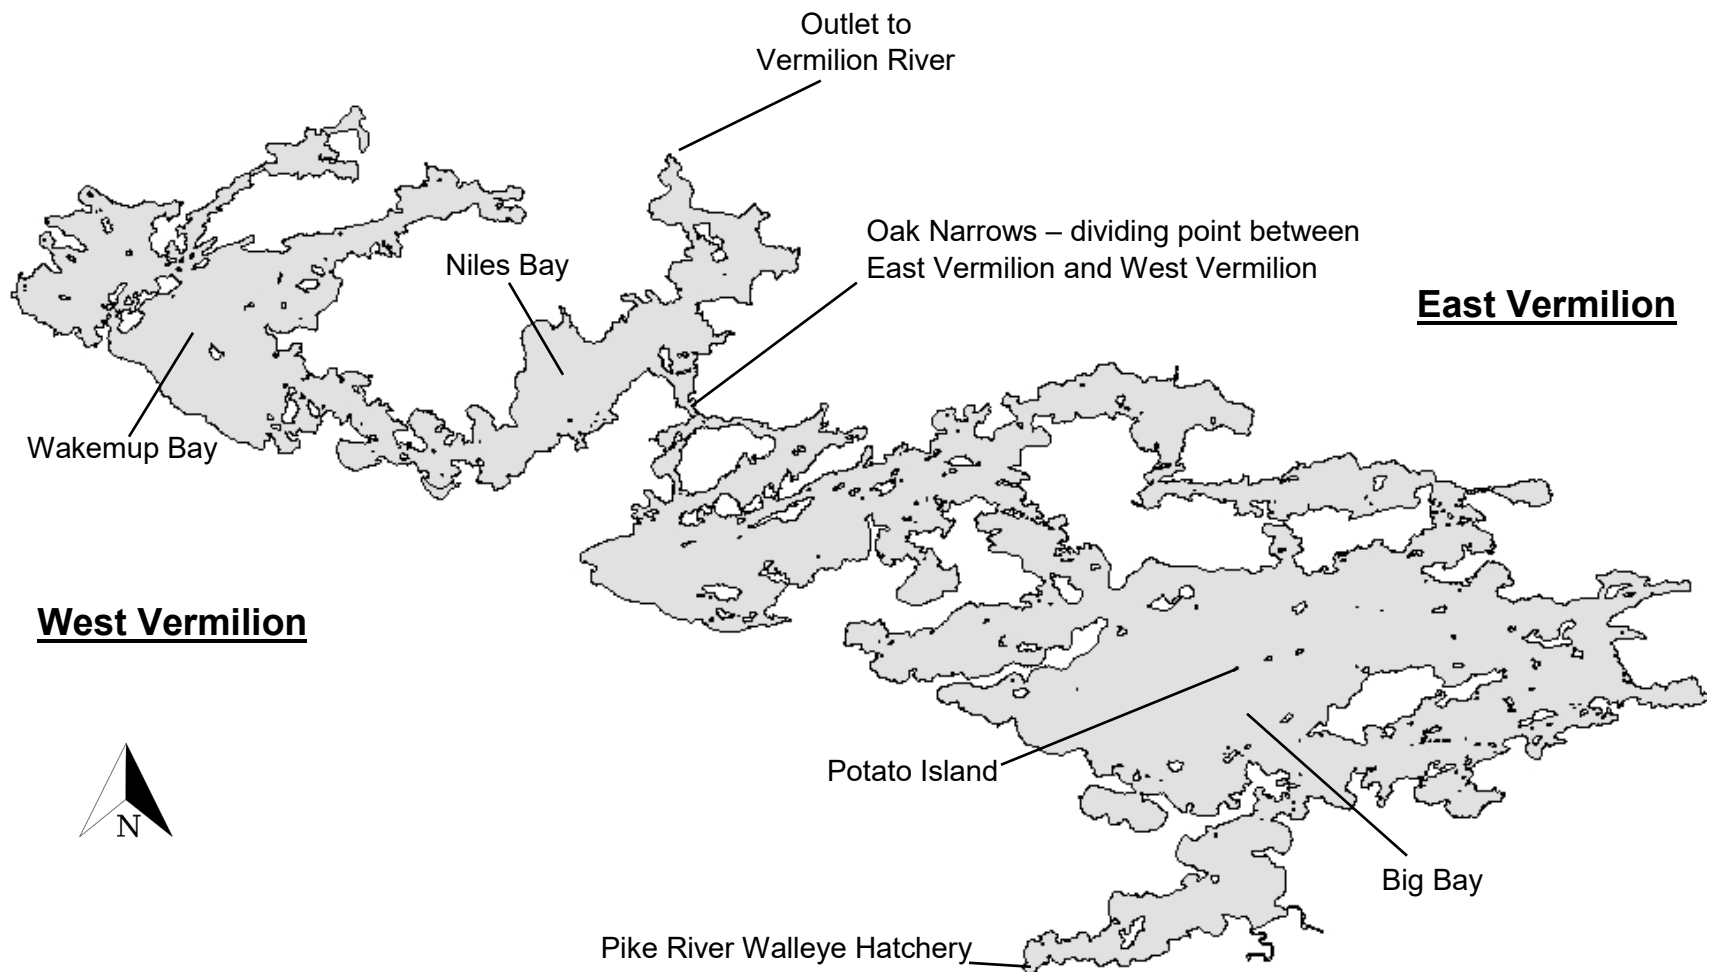 Outlet to
Vermilion River
Oak Narrows – dividing point between
East Vermilion and West Vermilion
Niles Bay
East Vermilion
Wakemup Bay
West Vermilion
Potato Island
N
Big Bay
Pike River Walleye Hatchery